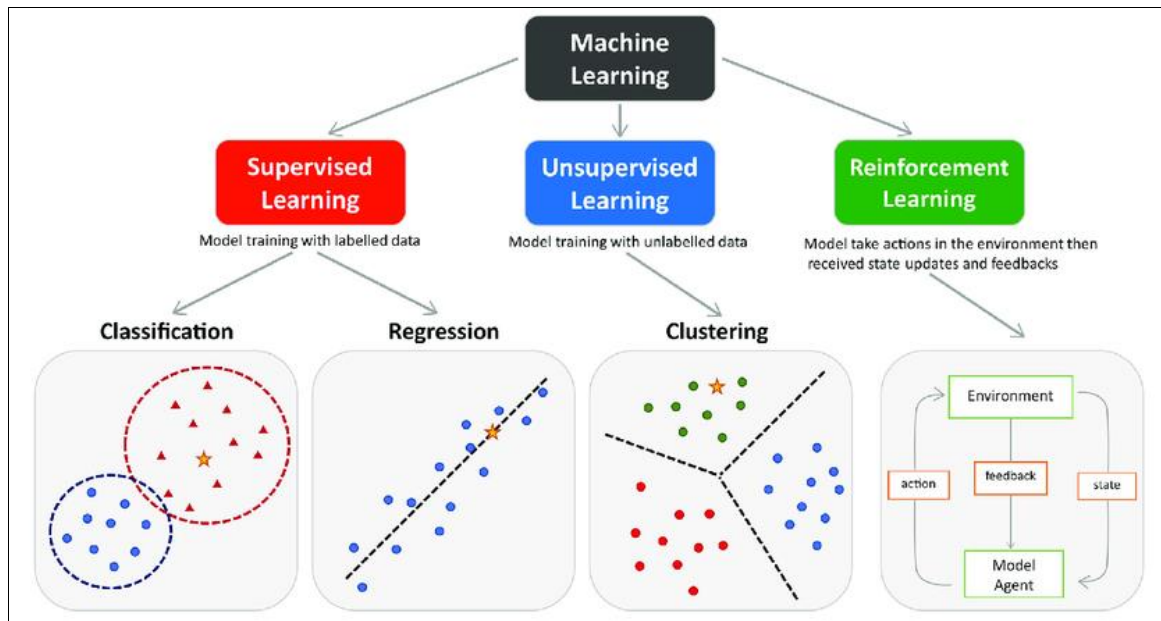 Machine
Learning
Supervised
Learning
Unsupervised
Learning
Reinforcement
Learning
Model training with labelled data
Model training with unlabelled data
Model take actions in the environment then
received state updates and feedbacks
Classification
Regression
Clustering
Environment
action
feedback
state
Model
Agent